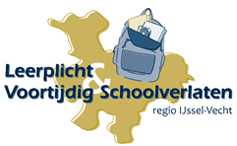 Leerplicht
Voortijdig Schoolverlaten
regio IJssel-Vecht